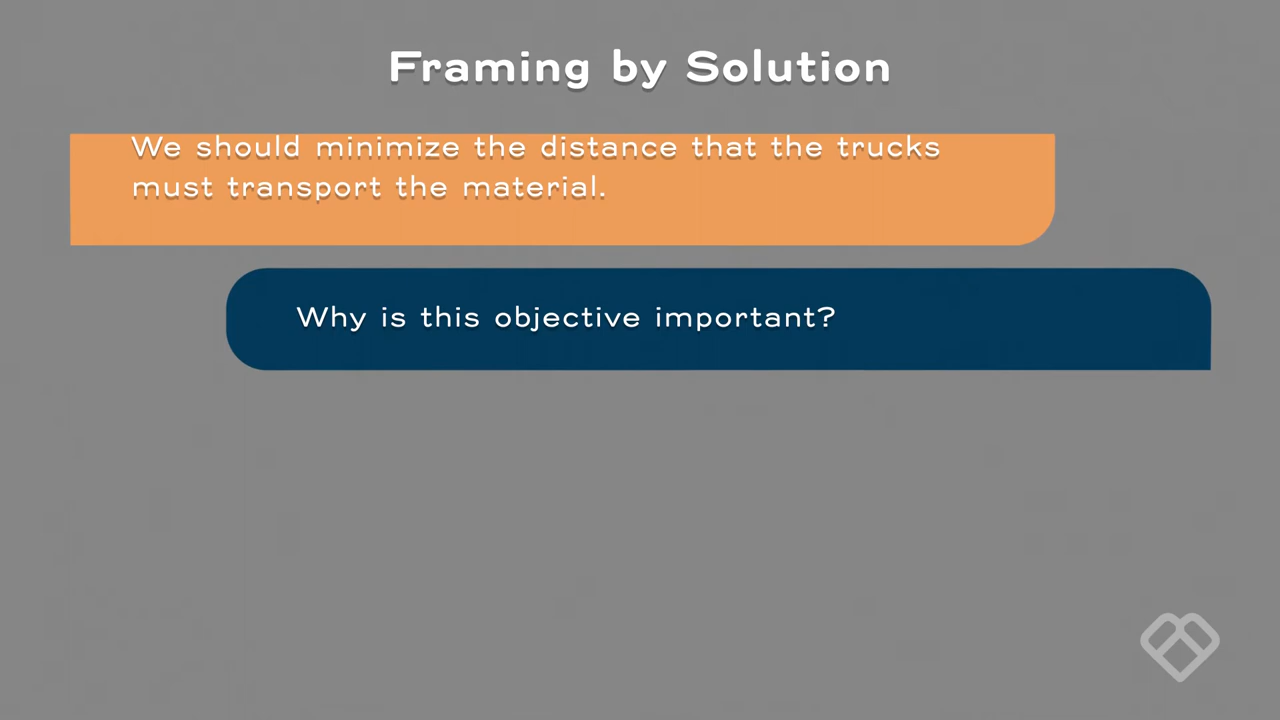 Framing by Solution
We should minimize the distance that the trucks
must transport the material.
Why is this objective important?